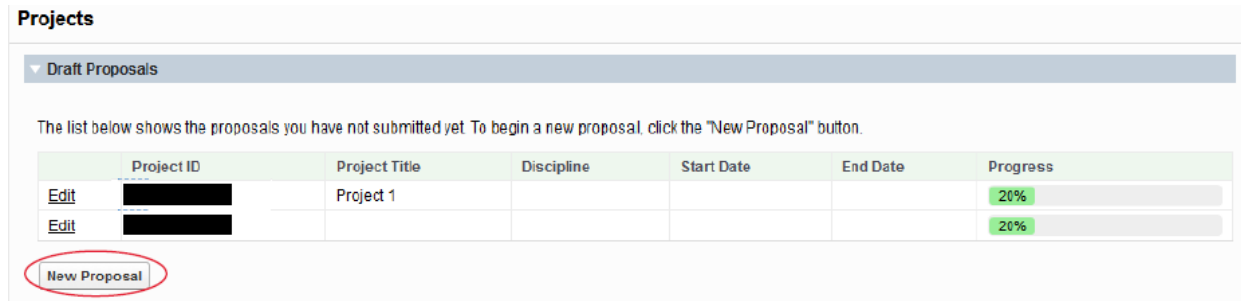 Projects
Draft Proposals
The list below shows the proposals you have not submitted yet. To begin a new proposal, click the "New Proposal" button.
Project ID Project Title Discipline Start Date End Date Progress
Edit Project 1 20%
Edit 20%
New Proposal